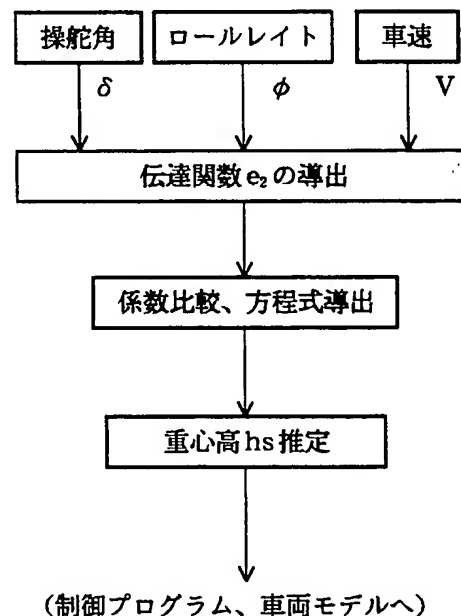 操舵角 ロールレイト 車速
δ φ V
伝達関数e₂の導出
係数比較、方程式導出
重心高hs推定
(制御プログラム、車両モデルへ)